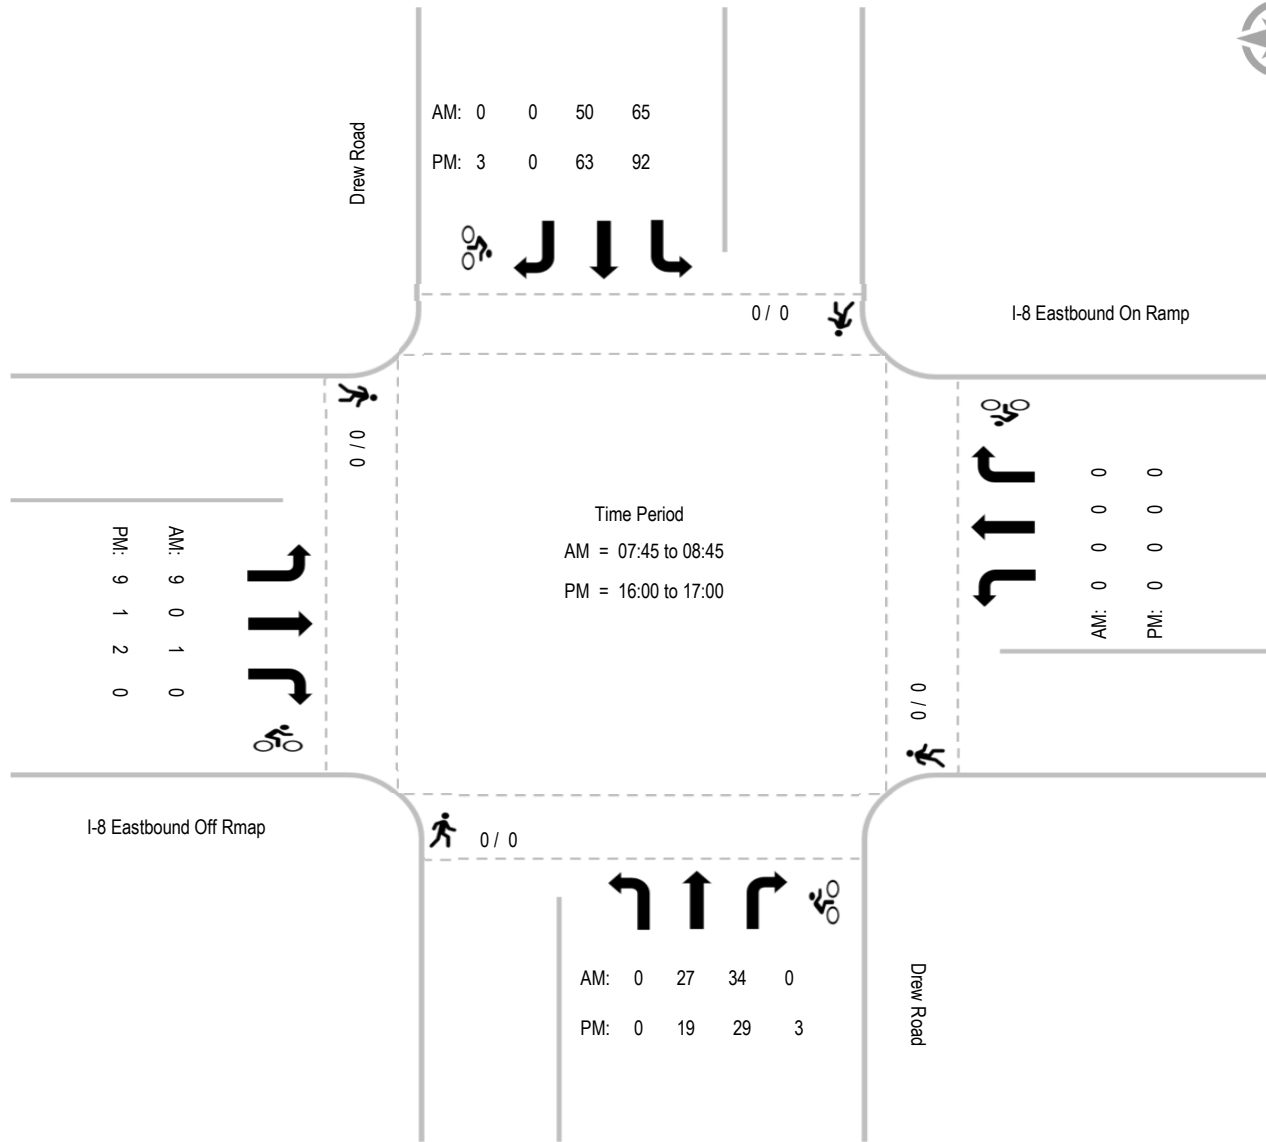 AM: 0 0 50 65
PM: 3 0 63 92
Drew Road
0 / 0
I-8 Eastbound On Ramp
0 / 0
AM: 0 0 0 0
PM: 0 0 0 0
Time Period
AM = 07:45 to 08:45
PM = 16:00 to 17:00
AM: 9 0 1 0
PM: 9 1 2 0
0 / 0
I-8 Eastbound Off Rmap
0 / 0
AM: 0 27 34 0
PM: 0 19 29 3
Drew Road